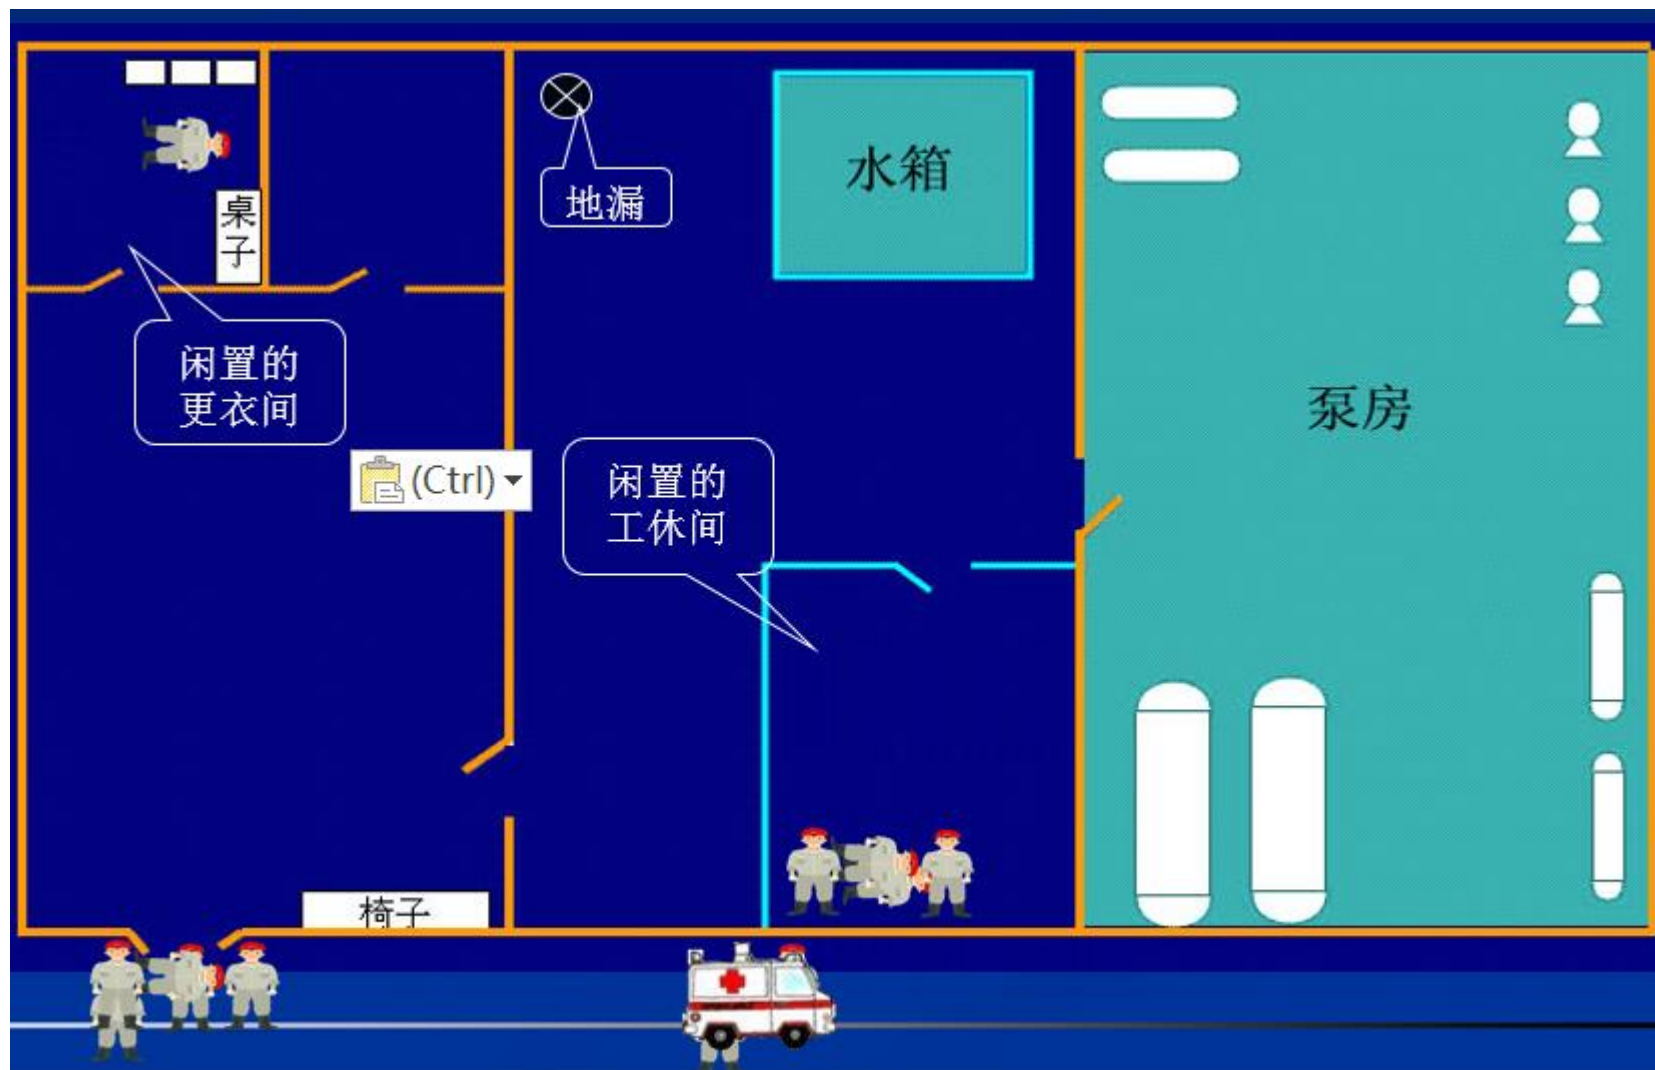 水箱
地漏
桌
子
闲置的
更衣间
泵房
(Ctrl)
闲置的
工休间
椅子